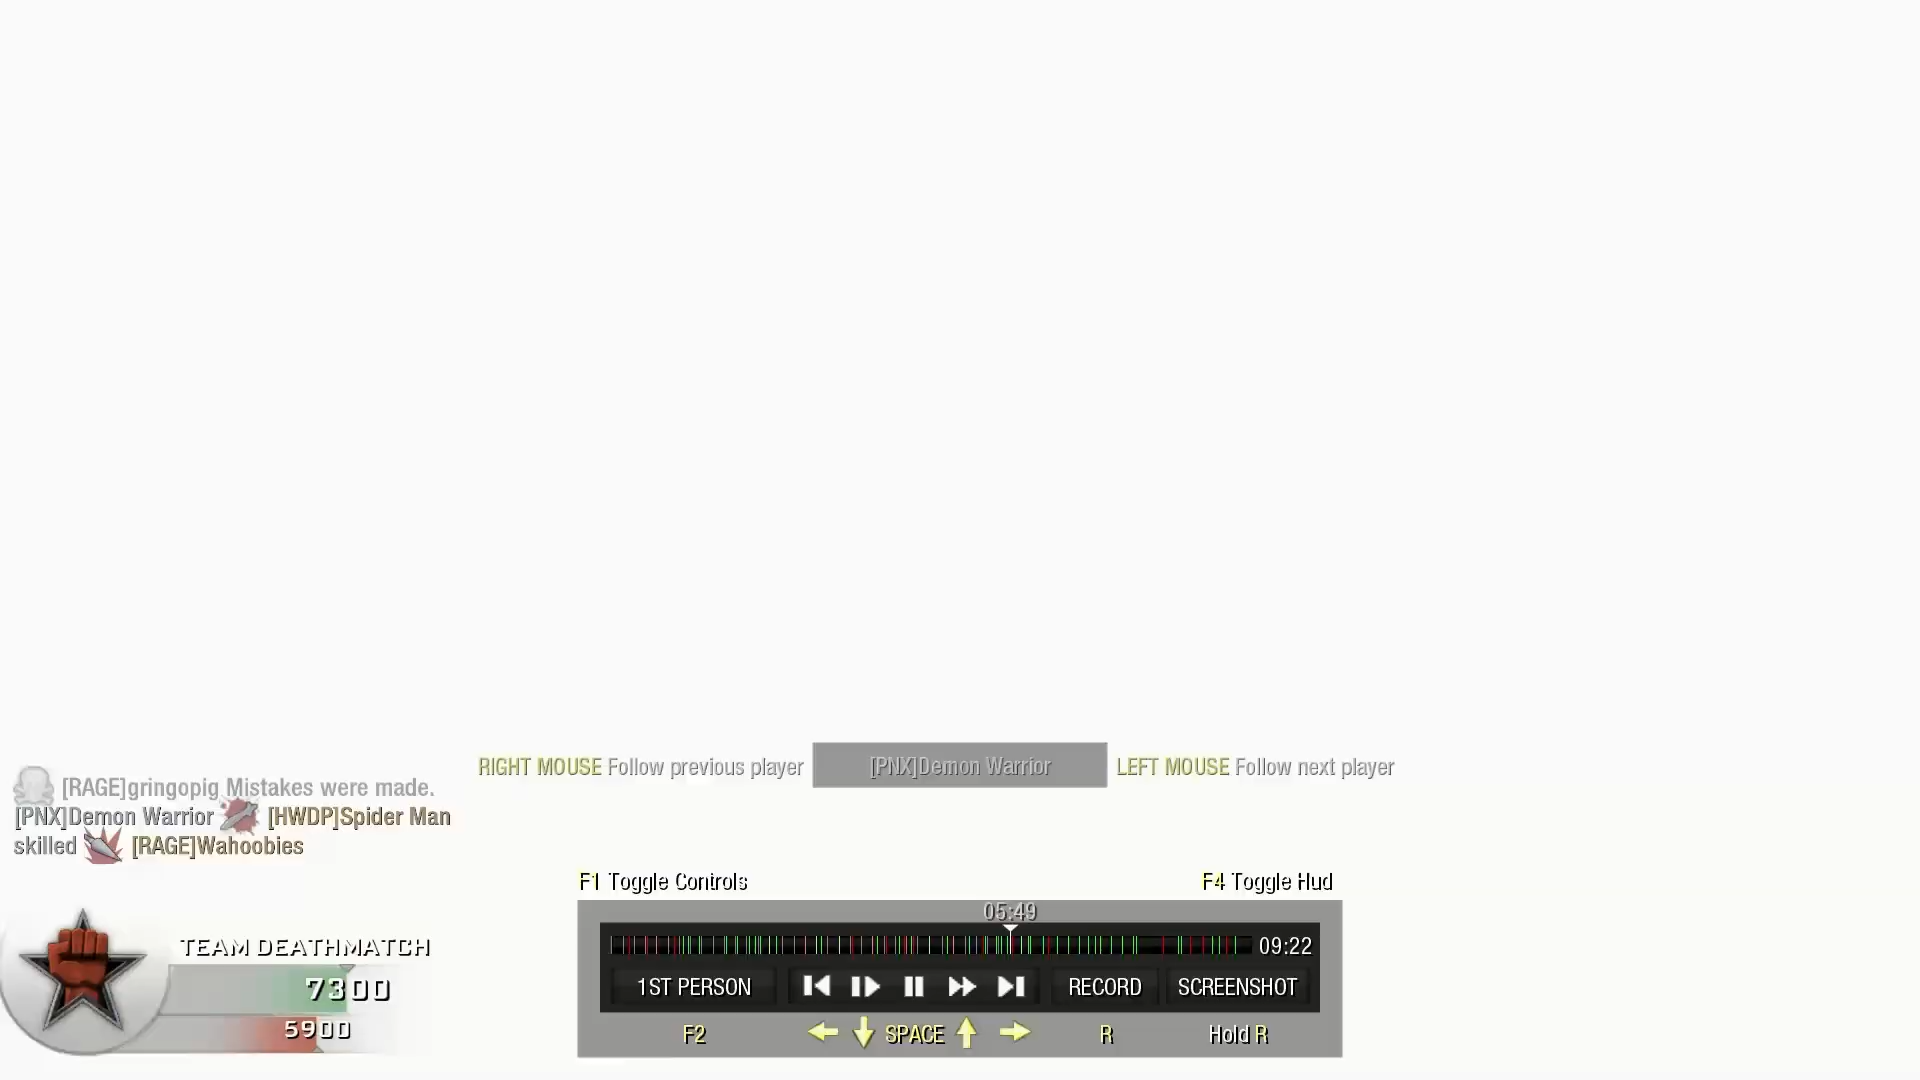 RIGHT MOUSE Follow previous player [PNX]Demon Warrior LEFT MOUSE Follow next player
[RAGE]gringopig Mistakes were made.
[PNX]Demon Warrior [HWDP]Spider Man
skilled [RAGE]Wahoobies
F1 Toggle Controls F4 Toggle Hud
05:49
09:22
1ST PERSON RECORD SCREENSHOT
F2 SPACE R Hold R
TEAM DEATHMATCH
7300
5900